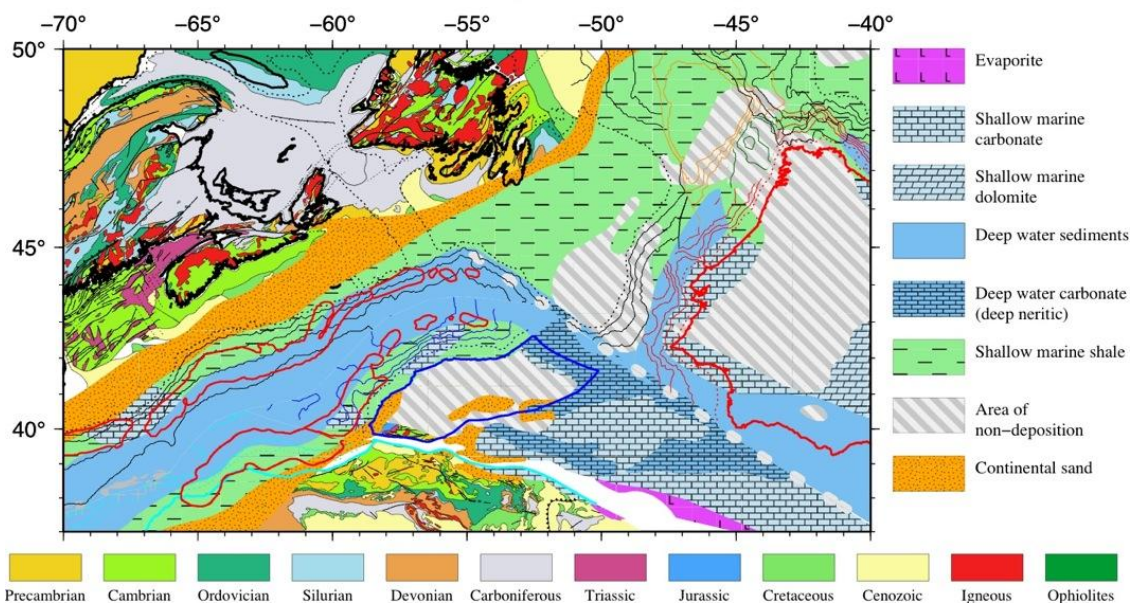 −70° −65° −60° −55° −50° −45° −40°
50°
45°
40°
Evaporite
Shallow marine
carbonate
Shallow marine
dolomite
Deep water sediments
Deep water carbonate
(deep neritic)
Shallow marine shale
Area of
non−deposition
Continental sand
Precambrian Cambrian Ordovician Silurian Devonian Carboniferous Triassic Jurassic Cretaceous Cenozoic Igneous Ophiolites